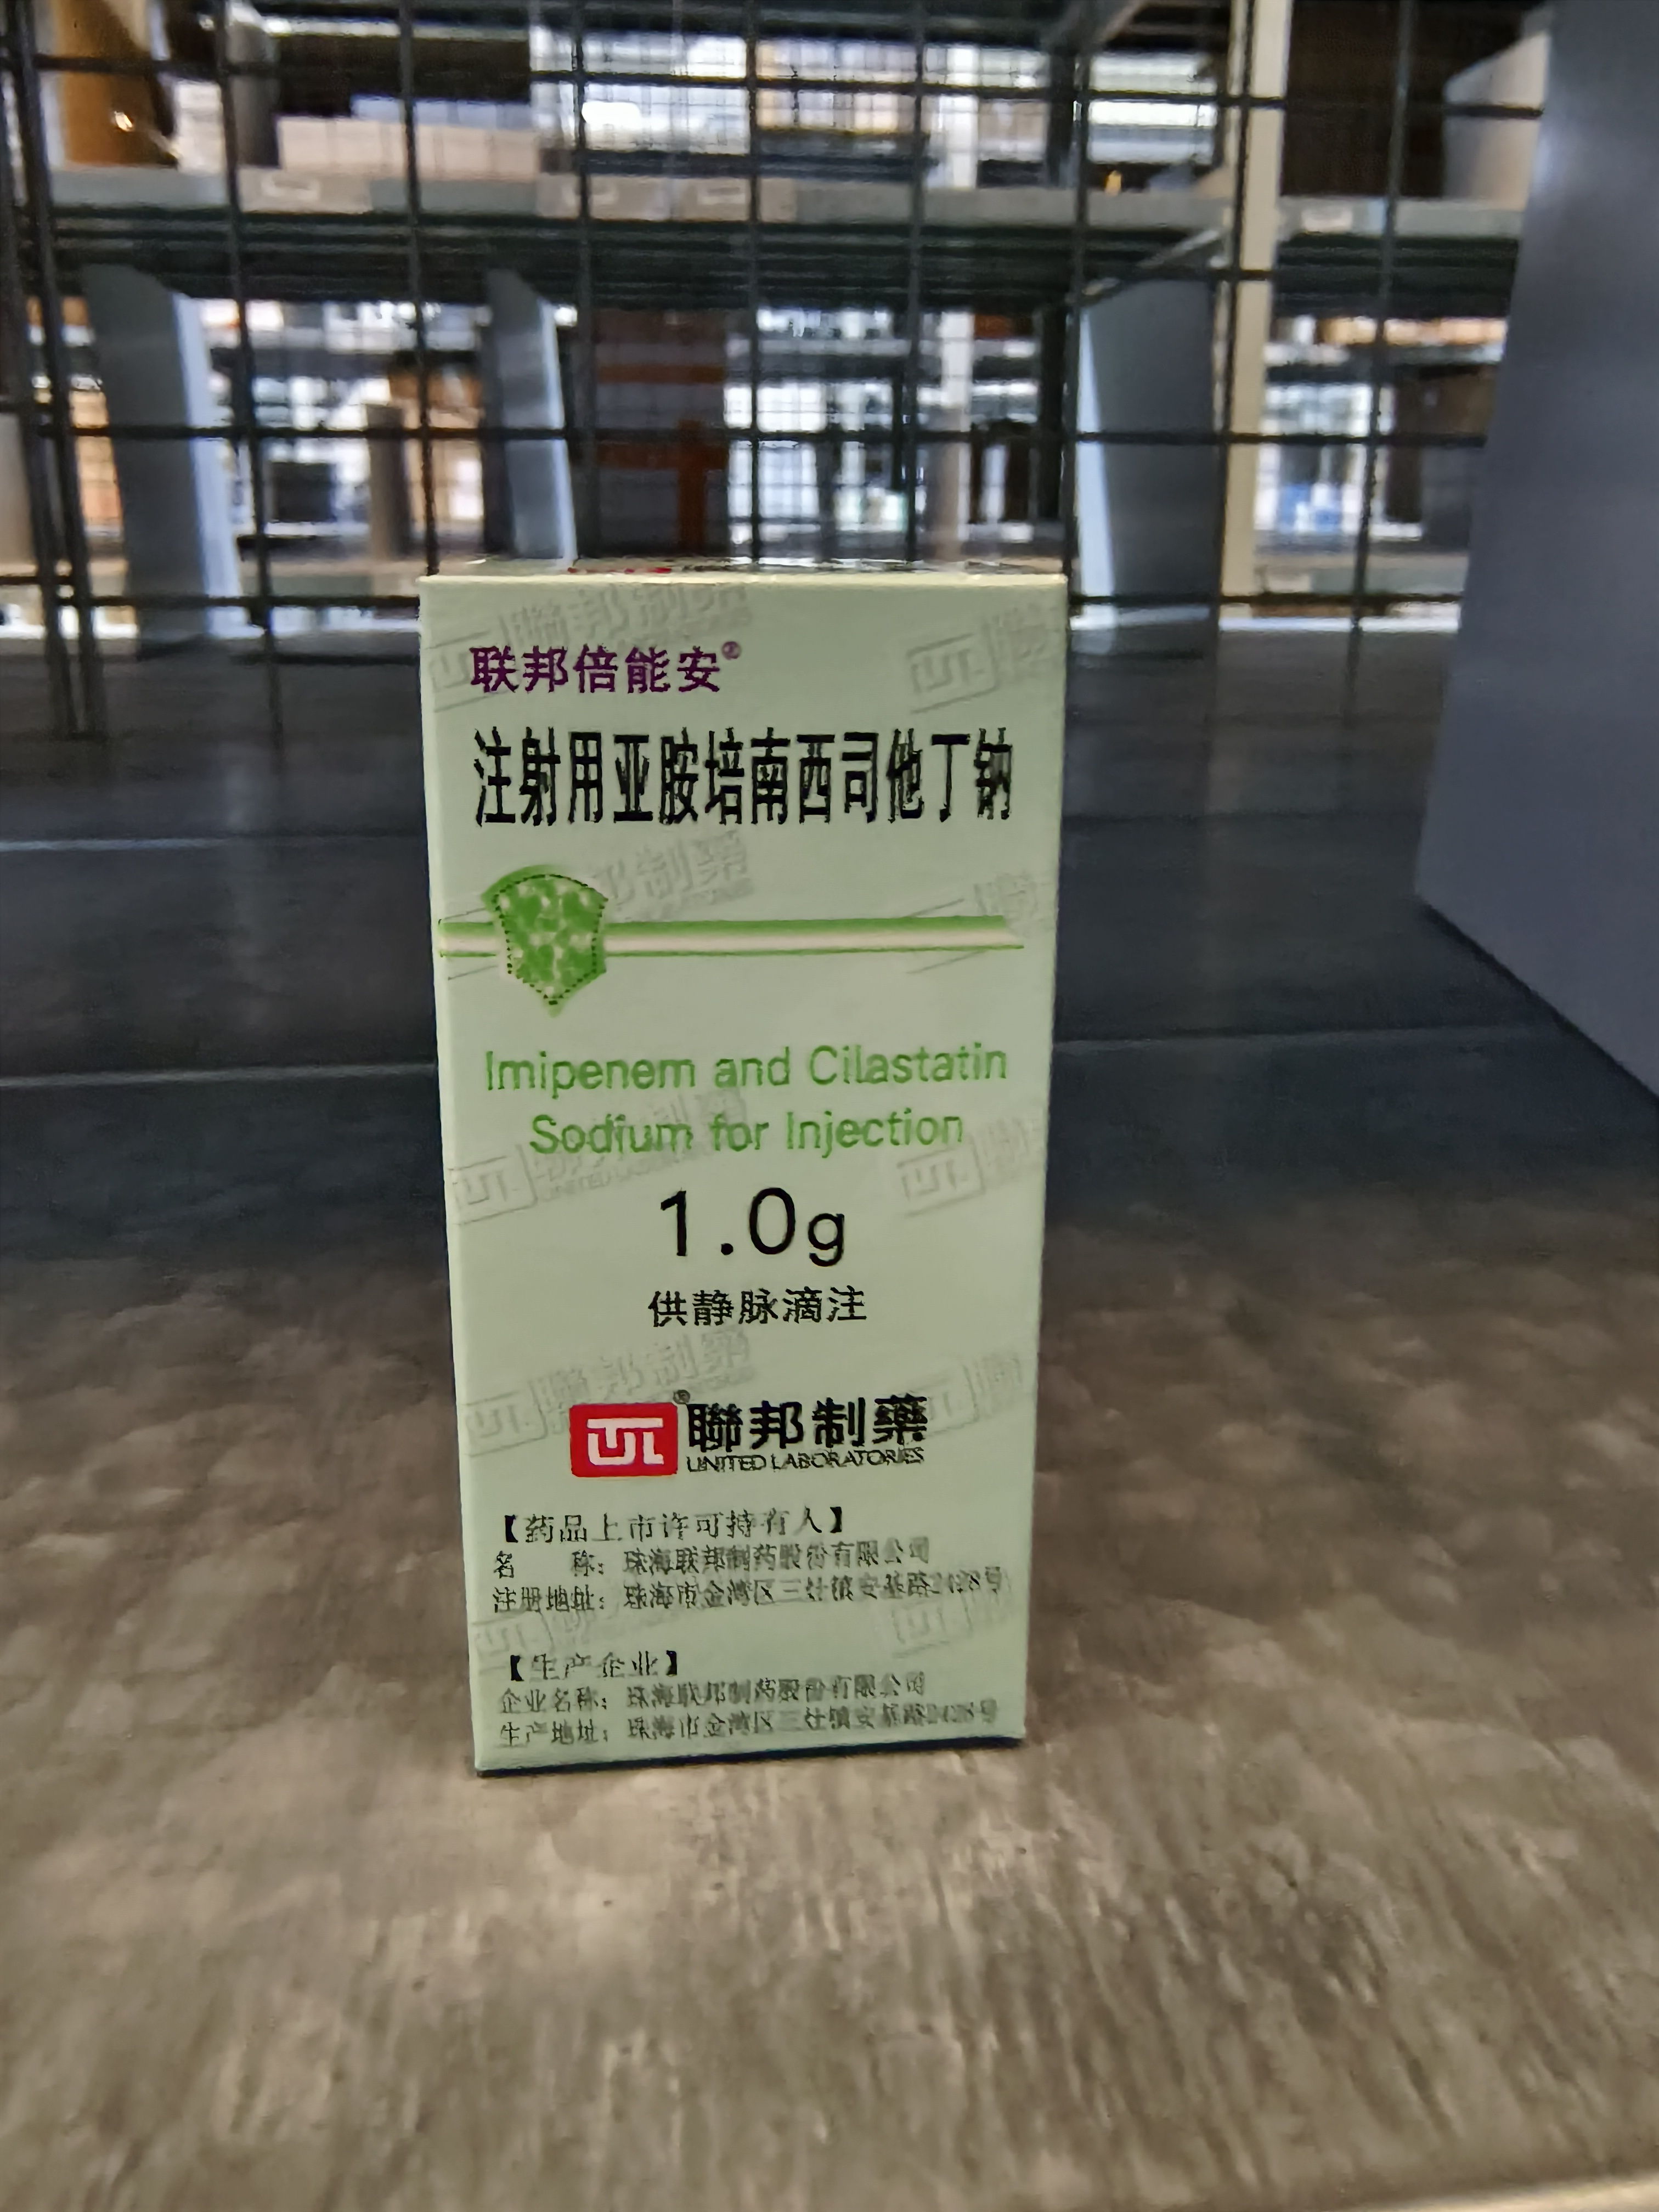 联邦倍能安®
注射用亚胺培南西司他丁钠
Imipenem and Cilastatin
Sodium for Injection
1.0g
供静脉滴注
聯邦制藥
UNITED LABORATORIES
【药品上市许可持有人】
名 称：珠海联邦制药股份有限公司
注册地址：珠海市金湾区三灶镇安基路
【生产企业】
企业名称：珠海联邦制药股份有限公司
生产地址：珠海市金湾区三灶镇安基路